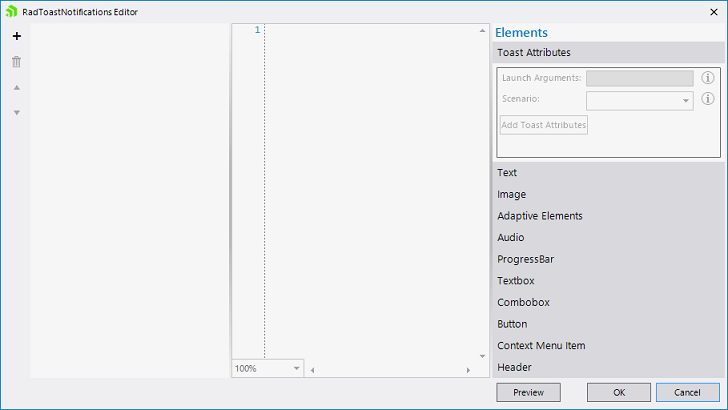 RadToastNotifications Editor
1
100%
Elements
Toast Attributes
Launch Arguments:
Scenario:
Add Toast Attributes
Text
Image
Adaptive Elements
Audio
ProgressBar
Textbox
Combobox
Button
Context Menu Item
Header
Preview
OK
Cancel